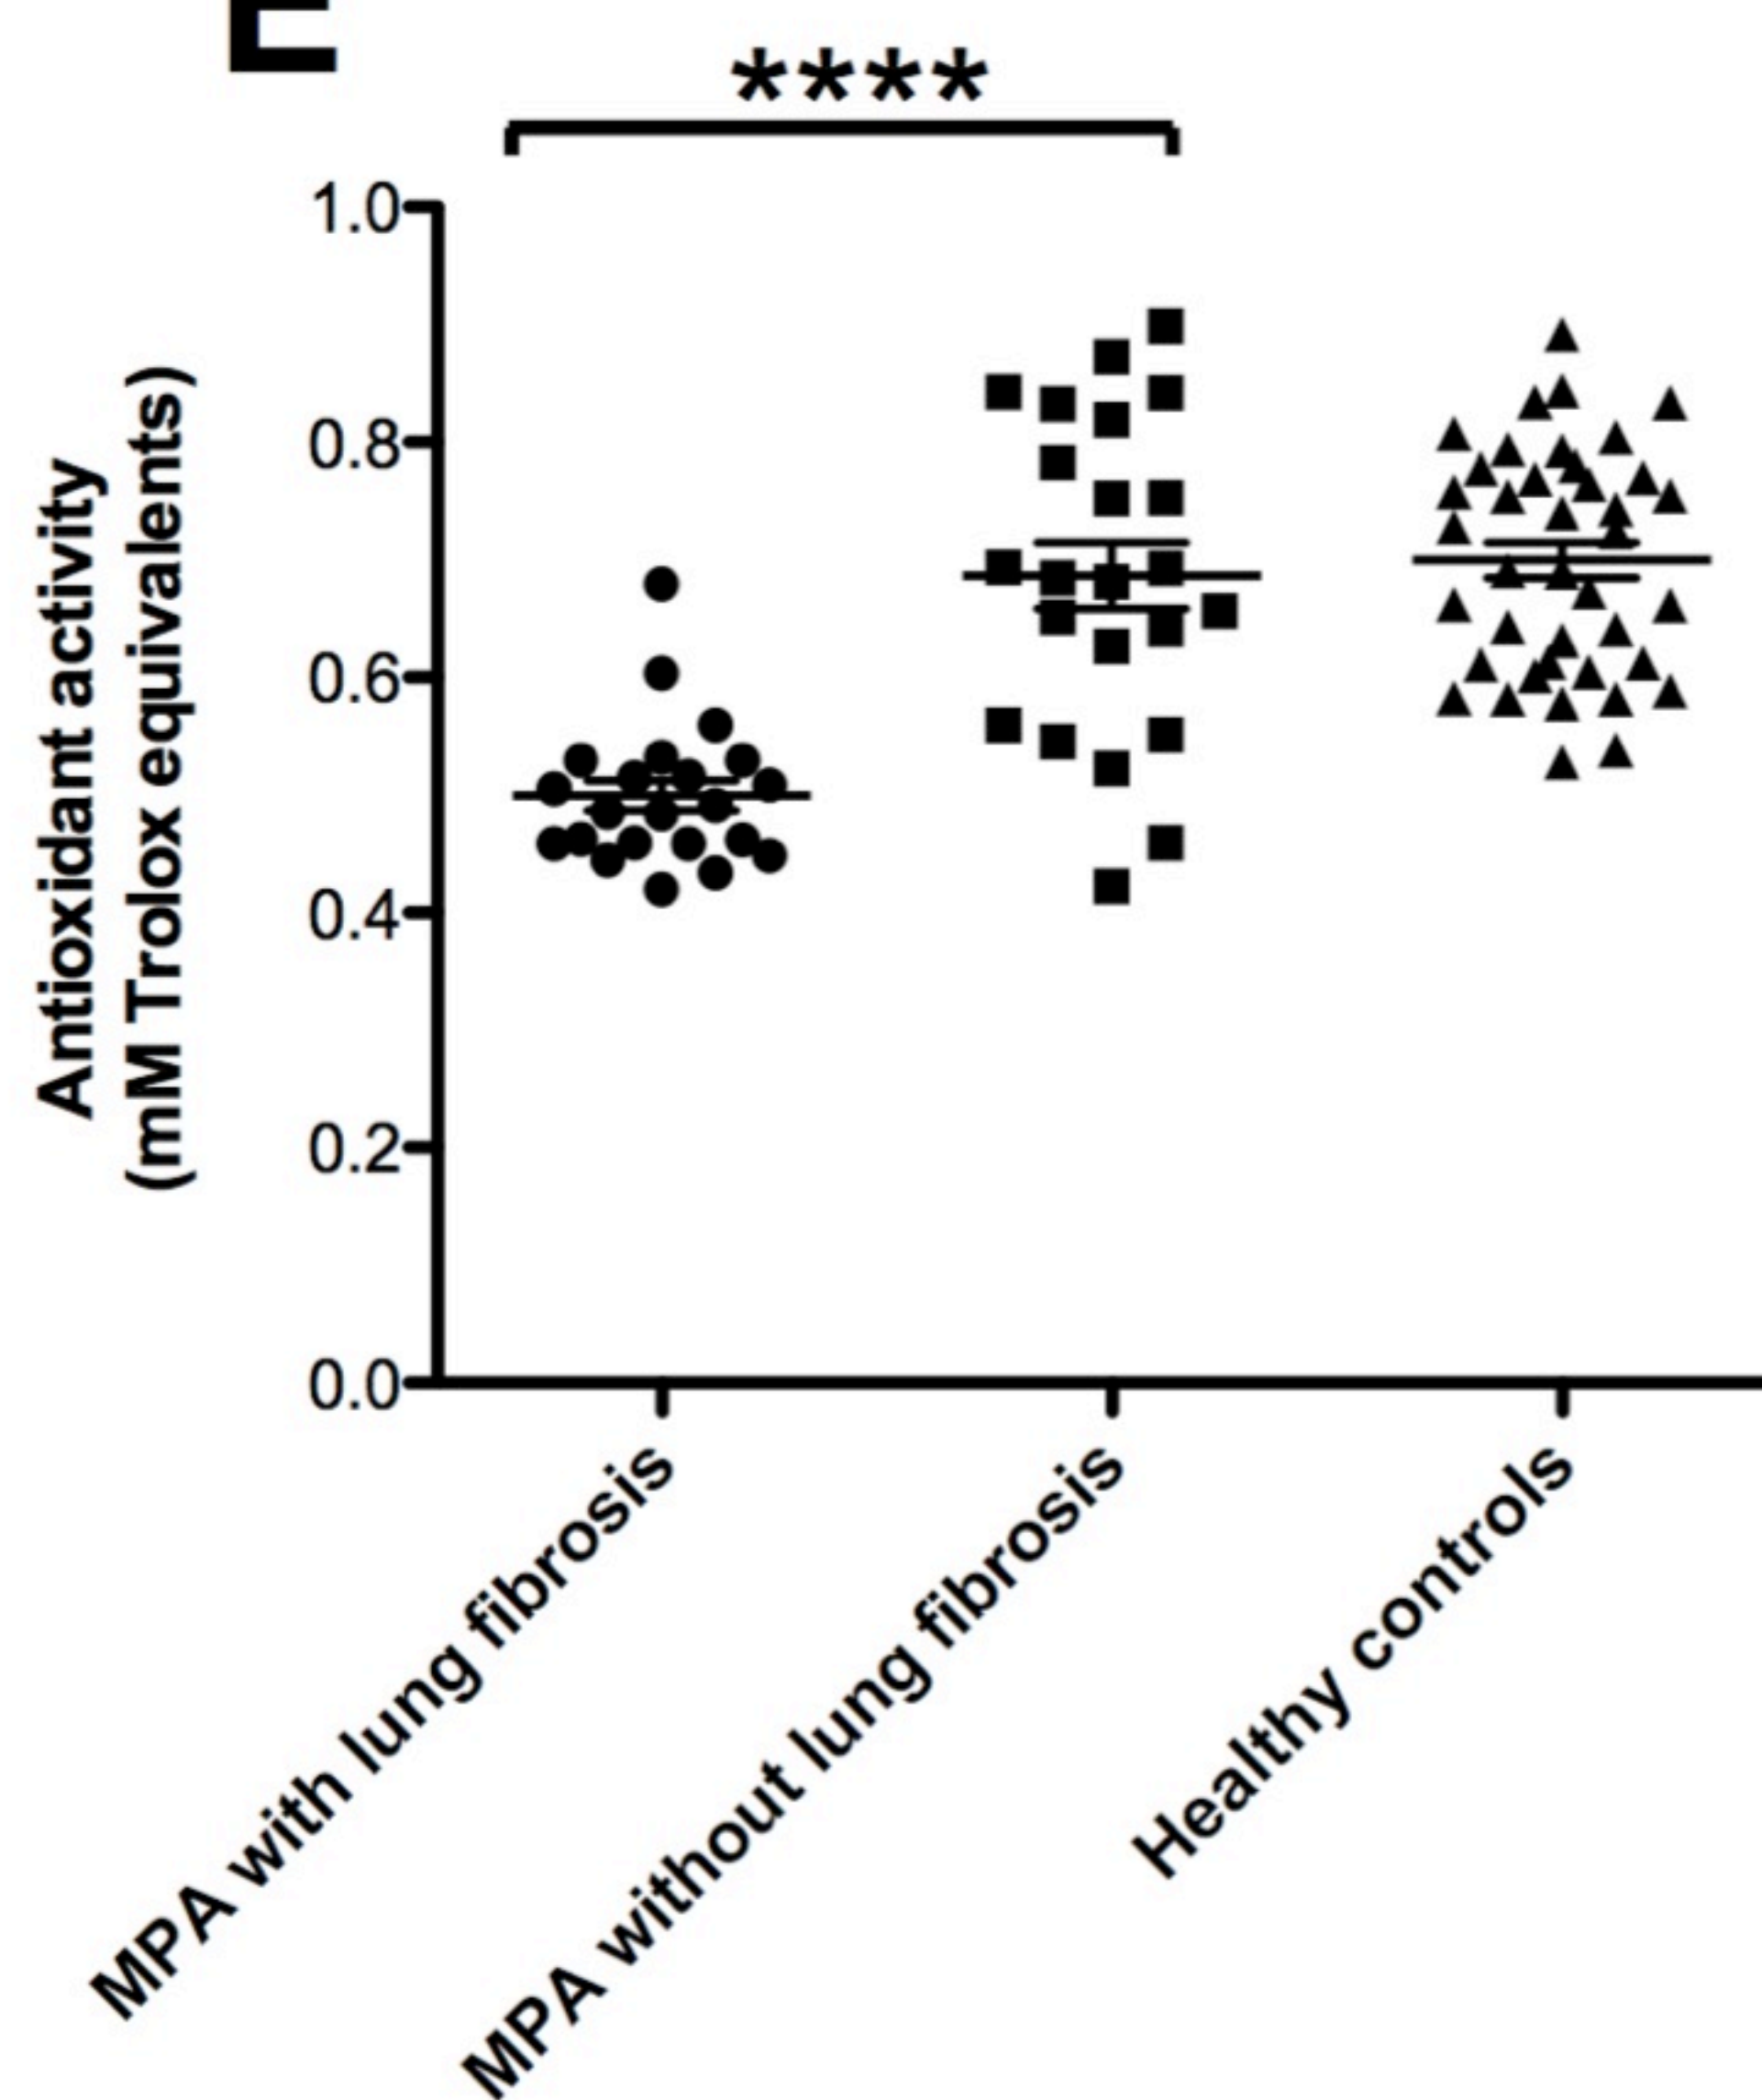 E
****
1.0
0.8
0.6
0.4
0.2
0.0
Antioxidant activity
(mM Trolox equivalents)
MPA with lung fibrosis
MPA without lung fibrosis
Healthy controls